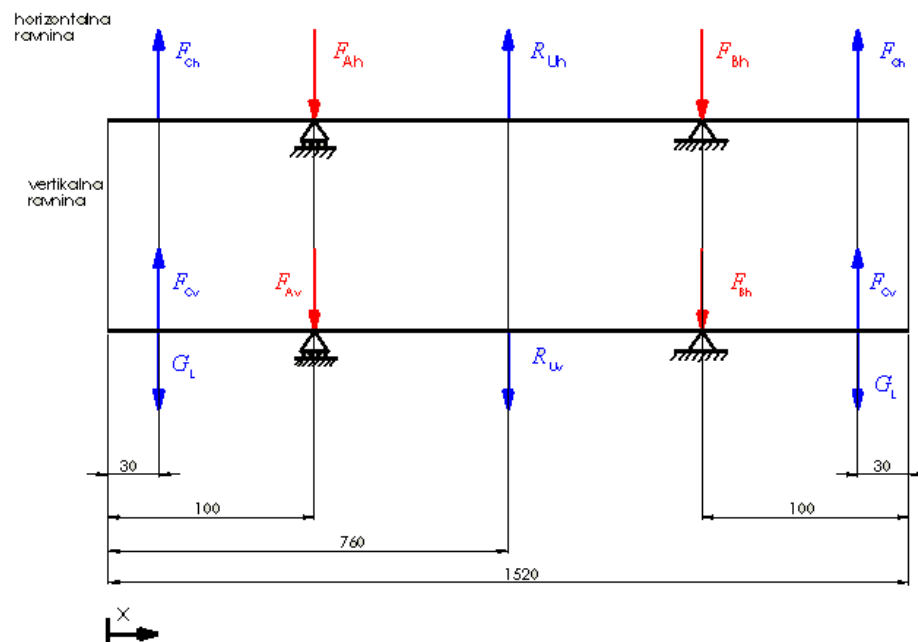 horizontalna
ravnina
F_Ch
F_Ah
R_Uh
F_Bh
F_Ch
vertikalna
ravnina
F_Cv
F_Av
F_Bh
F_Cv
G_L
R_Uv
G_L
30
30
100
100
760
1520
X